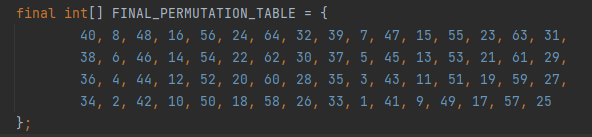 final int[] FINAL_PERMUTATION_TABLE = {
40, 8, 48, 16, 56, 24, 64, 32, 39, 7, 47, 15, 55, 23, 63, 31,
38, 6, 46, 14, 54, 22, 62, 30, 37, 5, 45, 13, 53, 21, 61, 29,
36, 4, 44, 12, 52, 20, 60, 28, 35, 3, 43, 11, 51, 19, 59, 27,
34, 2, 42, 10, 50, 18, 58, 26, 33, 1, 41, 9, 49, 17, 57, 25
};